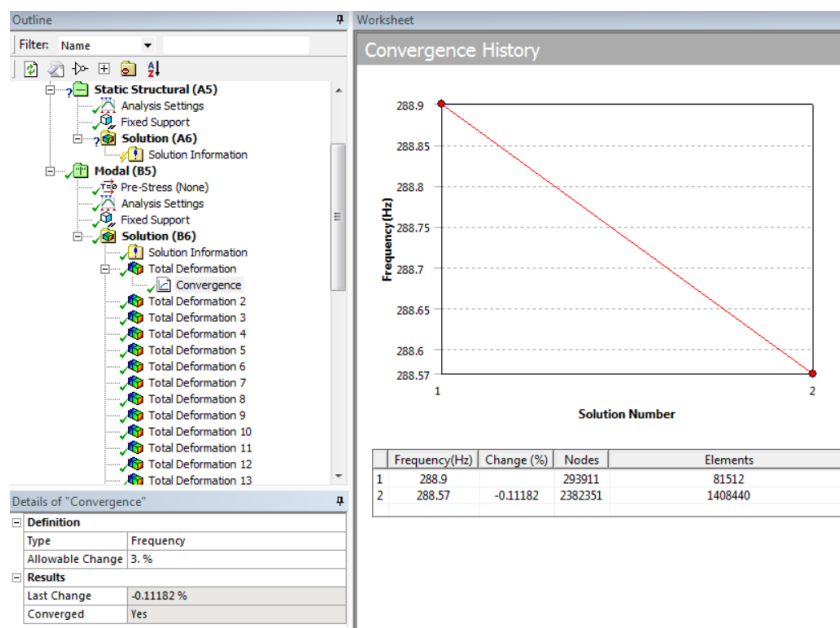 Outline
Filter: Name
Static Structural (A5)
Analysis Settings
Fixed Support
Solution (A6)
Solution Information
Modal (B5)
Pre-Stress (None)
Analysis Settings
Fixed Support
Solution (B6)
Solution Information
Total Deformation
Convergence
Total Deformation 2
Total Deformation 3
Total Deformation 4
Total Deformation 5
Total Deformation 6
Total Deformation 7
Total Deformation 8
Total Deformation 9
Total Deformation 10
Total Deformation 11
Total Deformation 12
Total Deformation 13
Details of "Convergence"
Definition
Type Frequency
Allowable Change 3. %
Results
Last Change -0.11182 %
Converged Yes
Worksheet
Convergence History
Frequency(Hz)
288.9
288.85
288.8
288.75
288.7
288.65
288.6
288.57
1 2
Solution Number
Frequency(Hz) Change (%) Nodes Elements
1 288.9 293911 81512
2 288.57 -0.11182 2382351 1408440